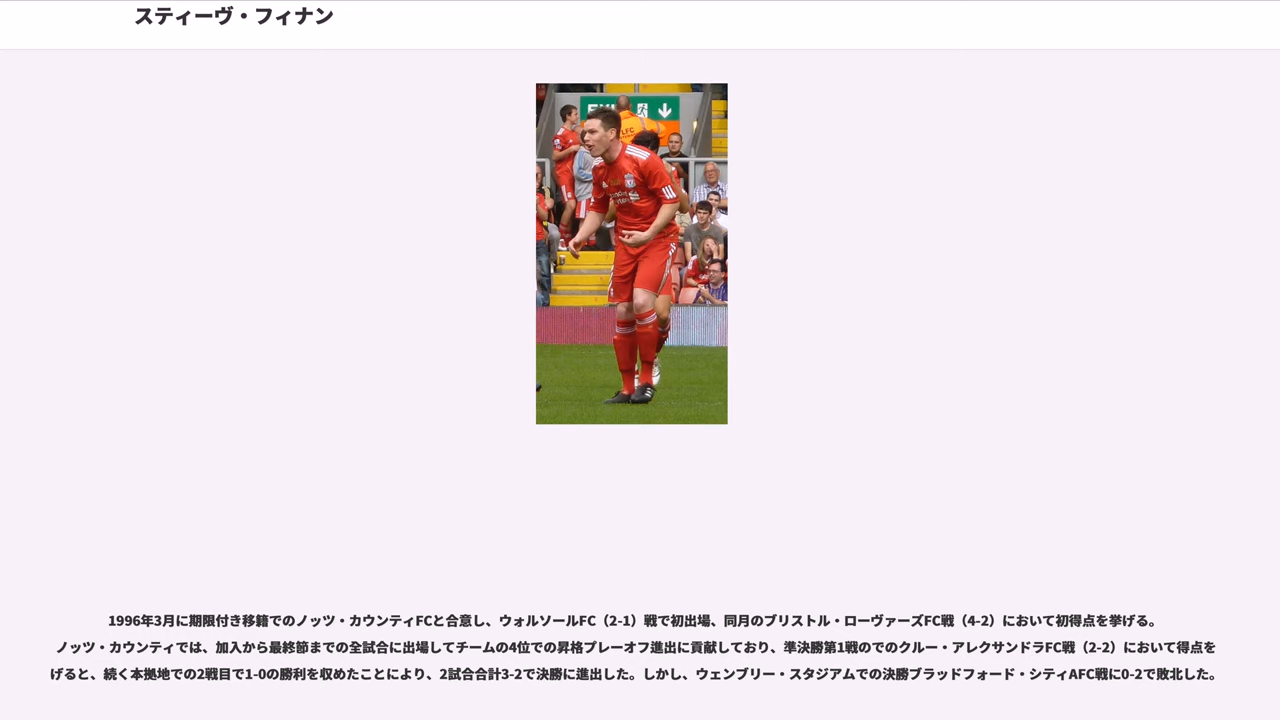 スティーヴ・フィナン
EXIT
LFC
1996年3月に期限付き移籍でのノッツ・カウンティFCと合意し、ウォルソールFC（2-1）戦で初出場、同月のブリストル・ローヴァーズFC戦（4-2）において初得点を挙げる。
ノッツ・カウンティでは、加入から最終節までの全試合に出場してチームの4位での昇格プレーオフ進出に貢献しており、準決勝第1戦のでのクルー・アレクサンドラFC戦（2-2）において得点を
げると、続く本拠地での2戦目で1-0の勝利を収めたことにより、2試合合計3-2で決勝に進出した。しかし、ウェンブリー・スタジアムでの決勝ブラッドフォード・シティAFC戦に0-2で敗北した。